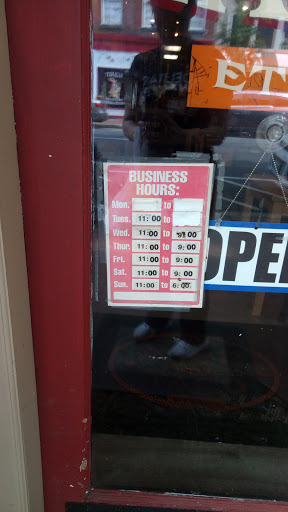 ET
BUSINESS
HOURS:
Mon. to
Tues. 11:00 to
Wed. 11:00 to 9:00
Thur. 11:00 to 9:00
Fri. 11:00 to 9:00
Sat. 11:00 to 9:00
Sun. 11:00 to 6:00
OPE